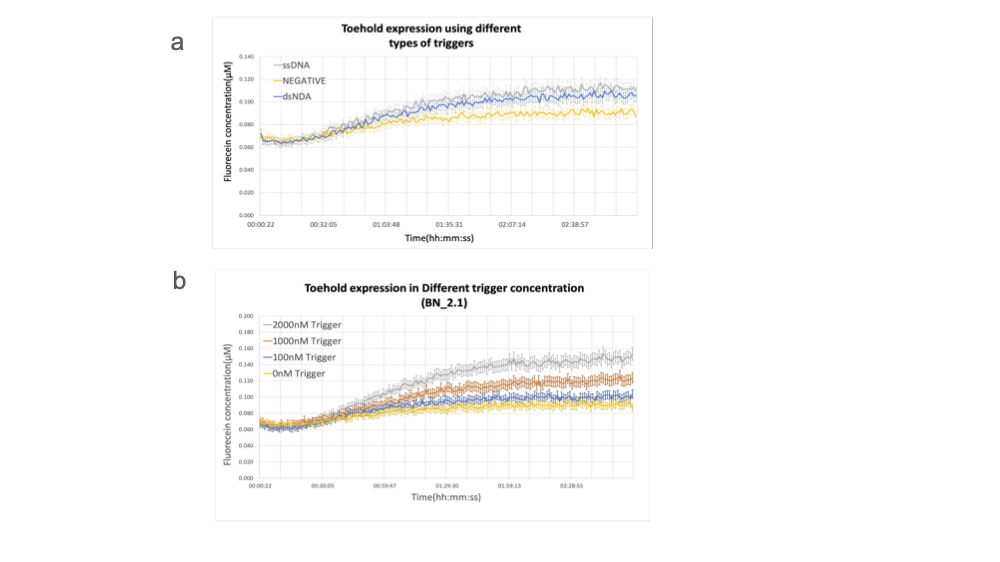 a
Toehold expression using different
types of triggers
Fluorecein concentration(µM)
0.140
0.120
0.100
0.080
0.060
0.040
0.020
0.000
ssDNA
NEGATIVE
dsNDA
00:00:22 00:32:05 01:03:48 01:35:31 02:07:14 02:38:57
Time(hh:mm:ss)
b
Toehold expression in Different trigger concentration
(BN_2.1)
Fluorecein concentration(µM)
0.200
0.180
0.160
0.140
0.120
0.100
0.080
0.060
0.040
0.020
0.000
2000nM Trigger
1000nM Trigger
100nM Trigger
0nM Trigger
00:00:22 00:30:05 00:59:47 01:29:30 01:59:13 02:28:55
Time(hh:mm:ss)